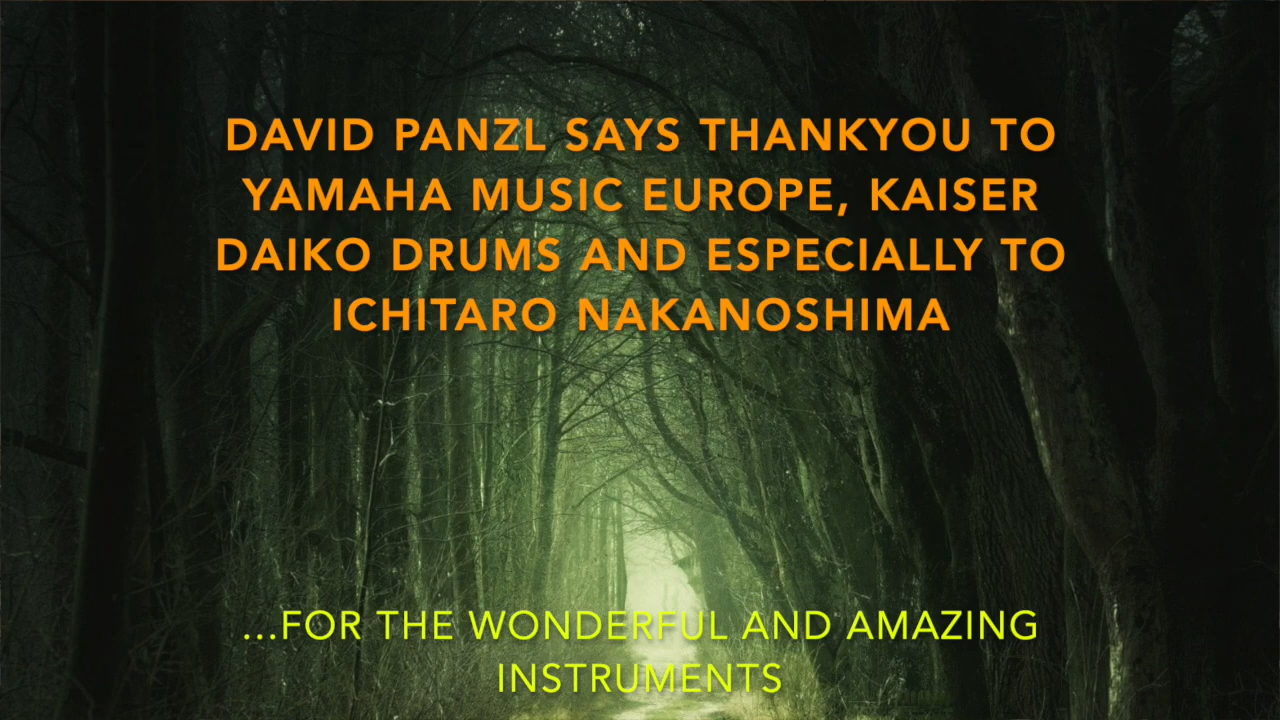 DAVID PANZL SAYS THANKYOU TO
YAMAHA MUSIC EUROPE, KAISER
DAIKO DRUMS AND ESPECIALLY TO
ICHITARO NAKANOSHIMA
...FOR THE WONDERFUL AND AMAZING
INSTRUMENTS